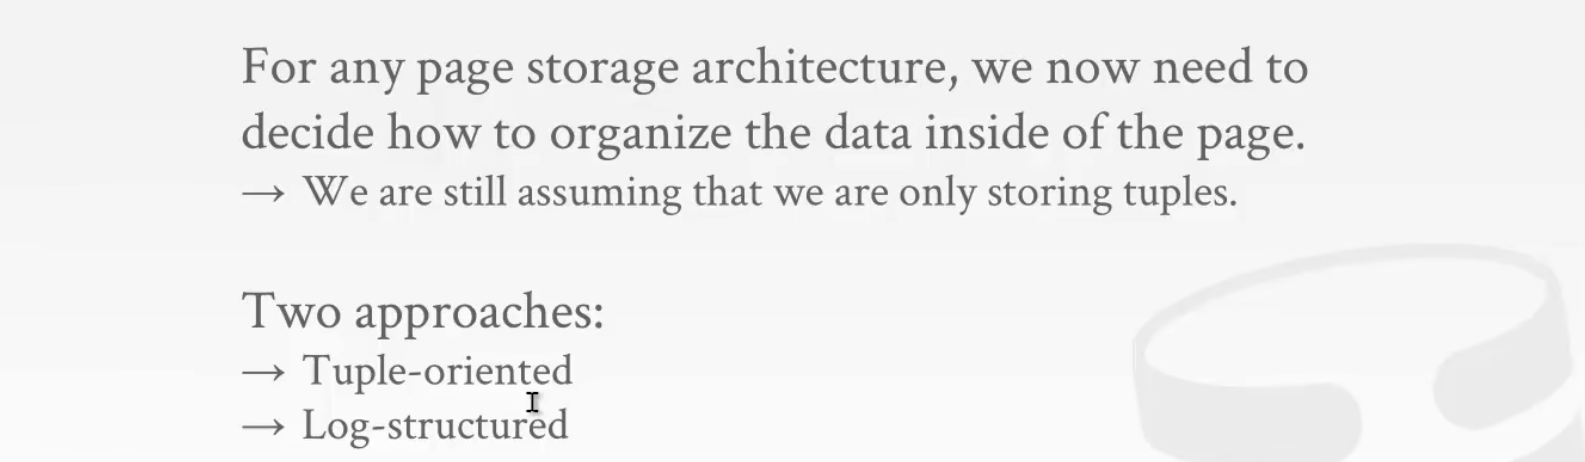 For any page storage architecture, we now need to
decide how to organize the data inside of the page.
→ We are still assuming that we are only storing tuples.
Two approaches:
→ Tuple-oriented
→ Log-structured